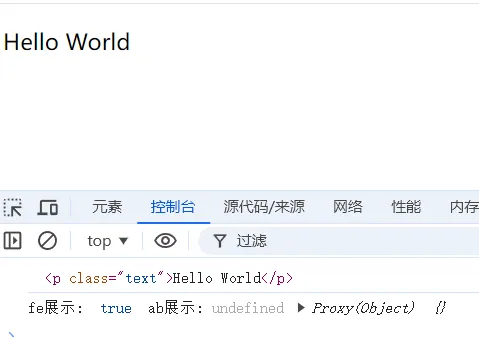 Hello World
元素 控制台 源代码/来源 网络 性能 内存
top ▼ 过滤
<p class="text">Hello World</p>
fe展示: true ab展示: undefined ▶ Proxy(Object) {}
>